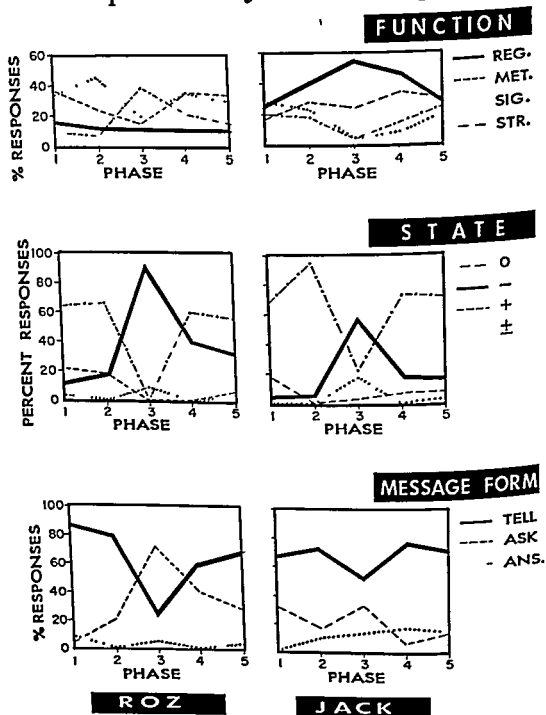 FUNCTION
% RESPONSES
60
40
20
0
1 2 3 4 5
PHASE
1 2 3 4 5
PHASE
REG.
MET.
SIG.
STR.
STATE
PERCENT RESPONSES
100
80
60
40
20
0
1 2 3 4 5
PHASE
1 2 3 4 5
PHASE
o
-
+
±
MESSAGE FORM
% RESPONSES
100
80
60
40
20
0
1 2 3 4 5
PHASE
1 2 3 4 5
PHASE
TELL
ASK
ANS.
ROZ
JACK